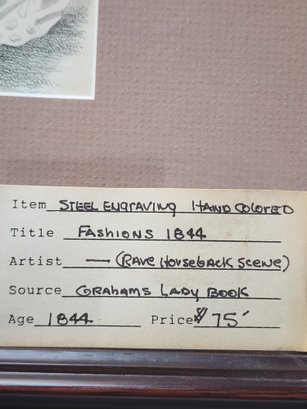 Item STEEL ENGRAVING HAND COLORED
Title FASHIONS 1844
Artist — (RARE HORSEBACK SCENE)
Source GRAHAMS LADY BOOK
Age 1844 Price $75